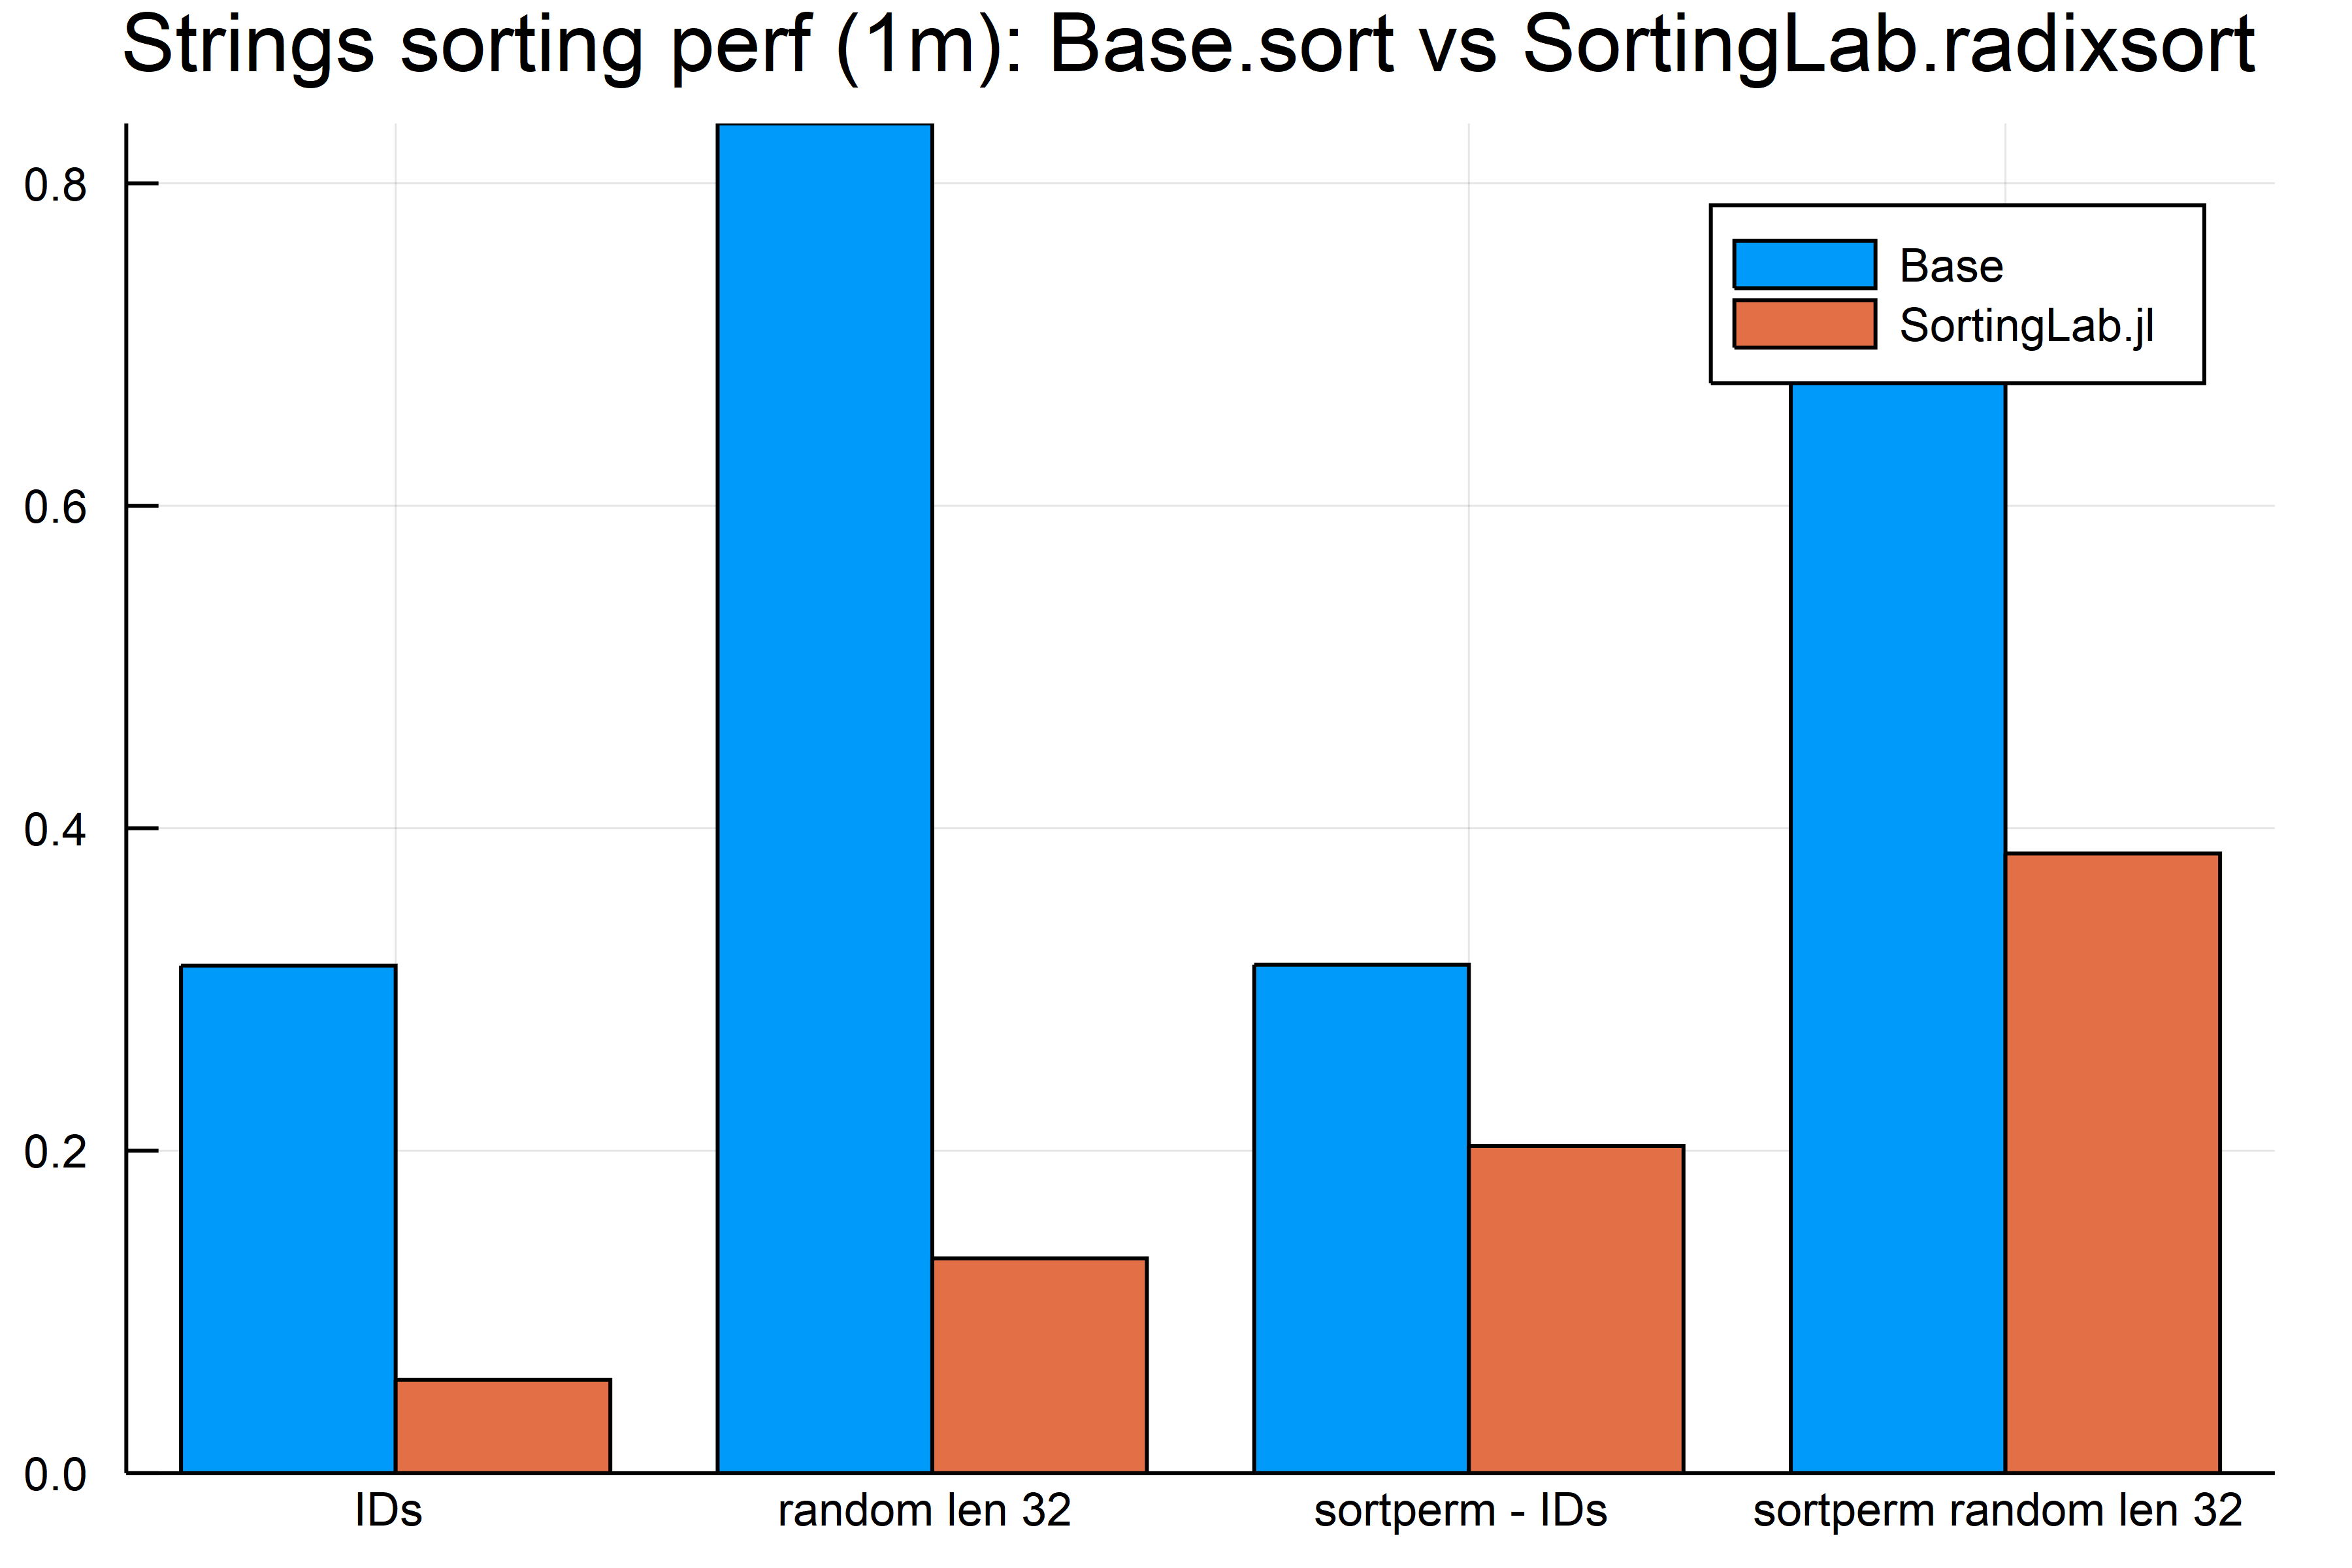 Strings sorting perf (1m): Base.sort vs SortingLab.radixsort
0.8
0.6
0.4
0.2
0.0
Base
SortingLab.jl
IDs random len 32 sortperm - IDs sortperm random len 32